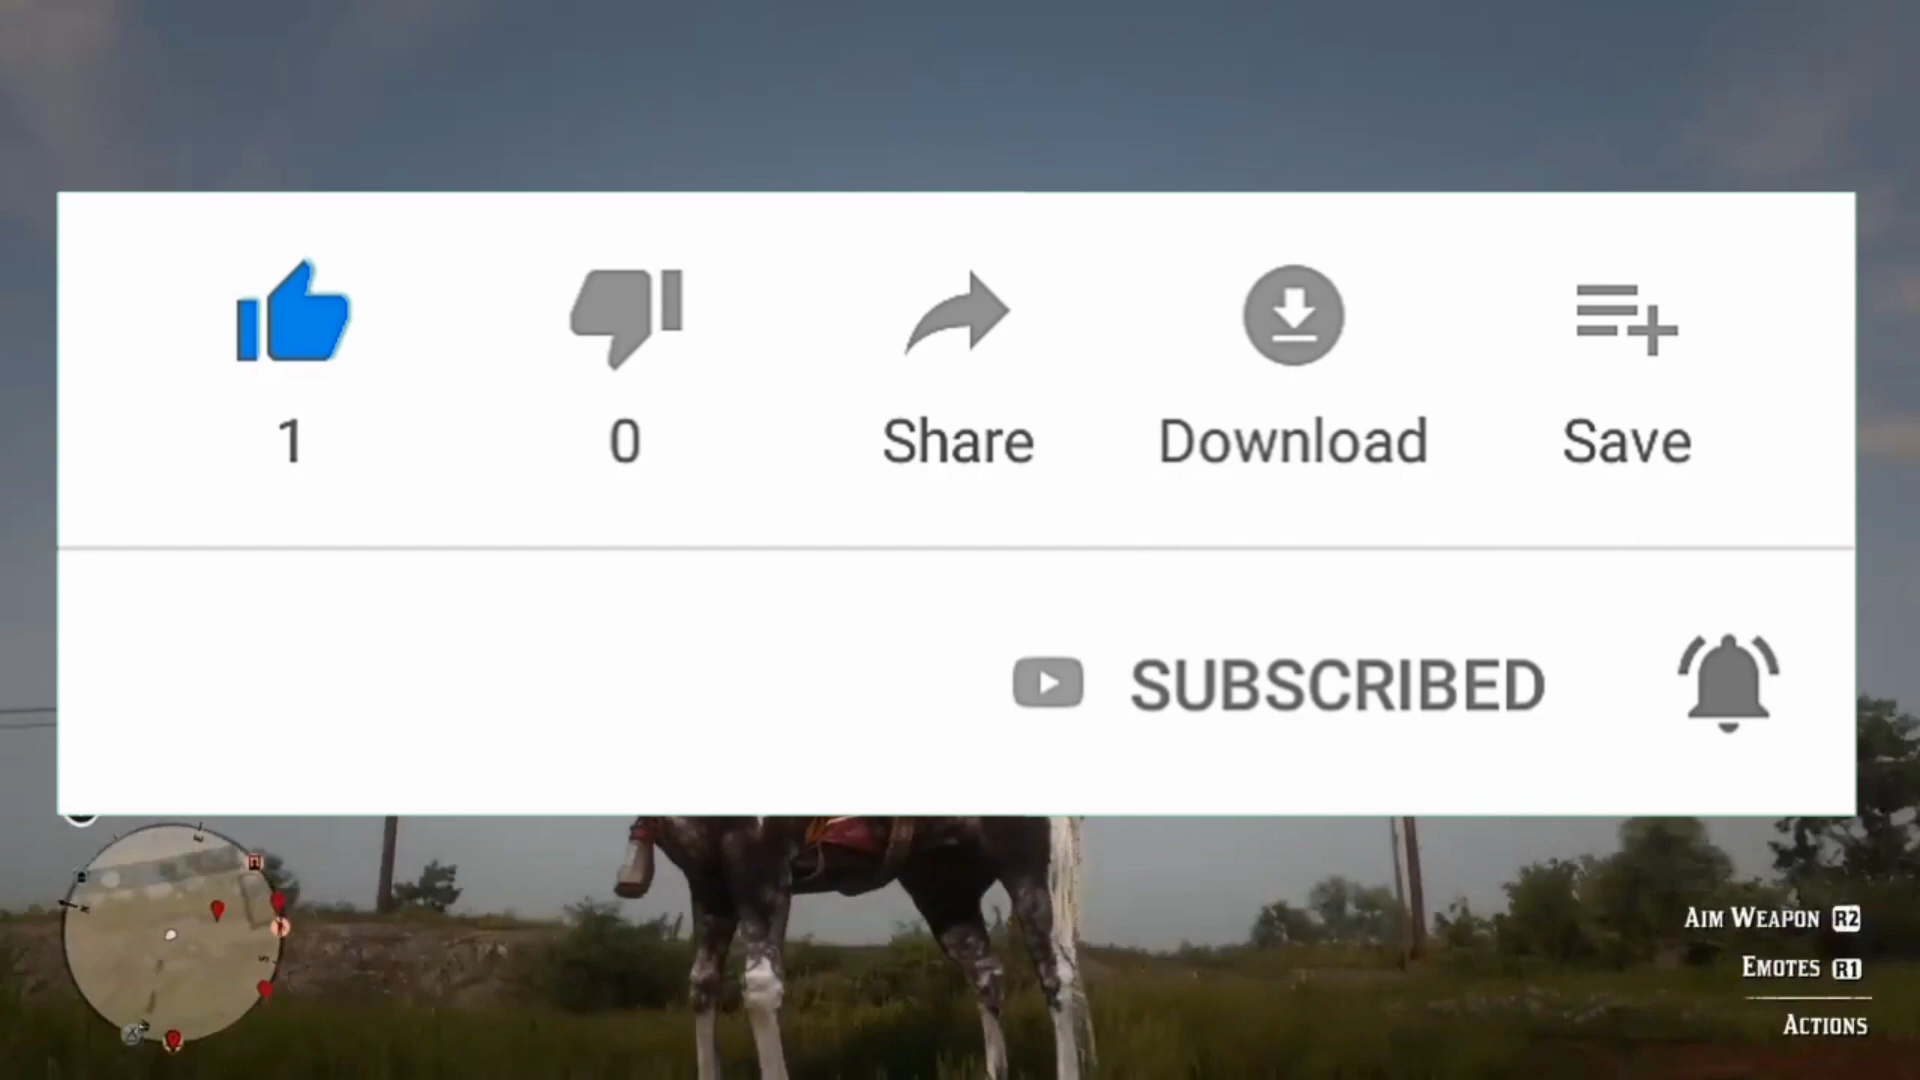 1 0 Share Download Save
SUBSCRIBED
AIM WEAPON R2
EMOTES R1
ACTIONS